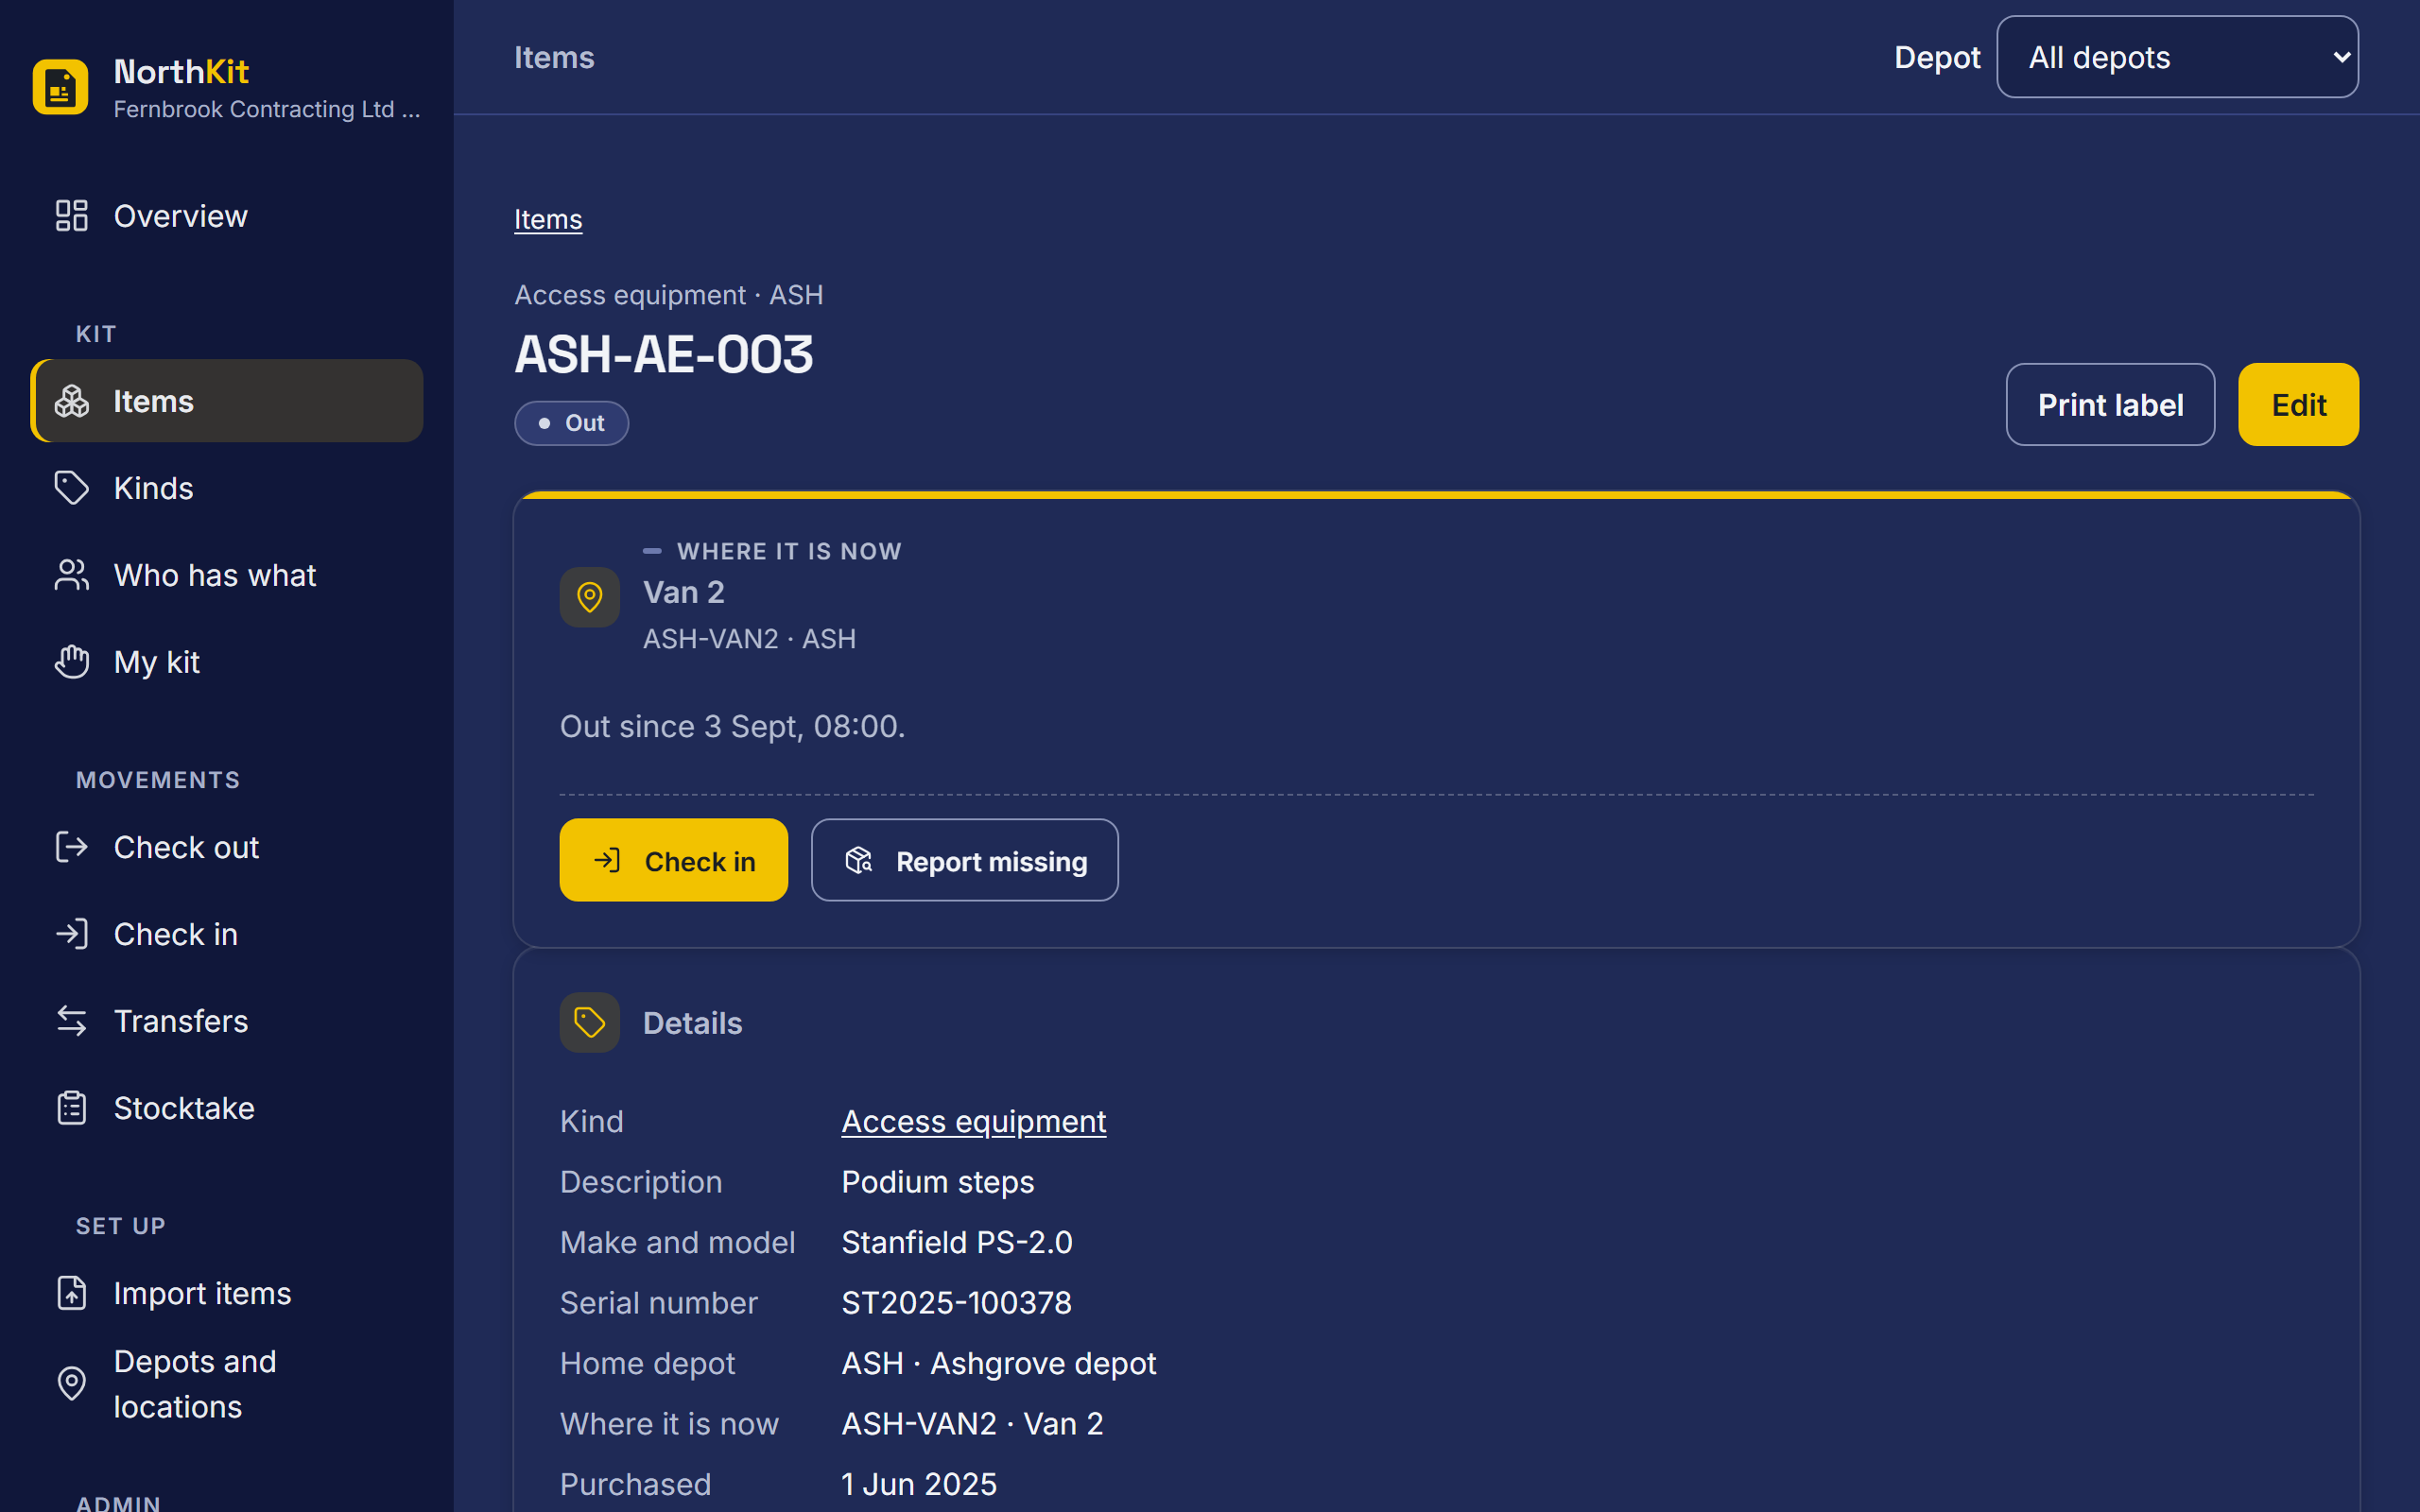 NorthKit
Fernbrook Contracting Ltd ...
Overview
KIT
Items
Kinds
Who has what
My kit
MOVEMENTS
Check out
Check in
Transfers
Stocktake
SET UP
Import items
Depots and
locations
ADMIN
Items
Depot
All depots
Items
Access equipment · ASH
ASH-AE-003
Out
Print label
Edit
WHERE IT IS NOW
Van 2
ASH-VAN2 · ASH
Out since 3 Sept, 08:00.
Check in
Report missing
Details
Kind Access equipment
Description Podium steps
Make and model Stanfield PS-2.0
Serial number ST2025-100378
Home depot ASH · Ashgrove depot
Where it is now ASH-VAN2 · Van 2
Purchased 1 Jun 2025